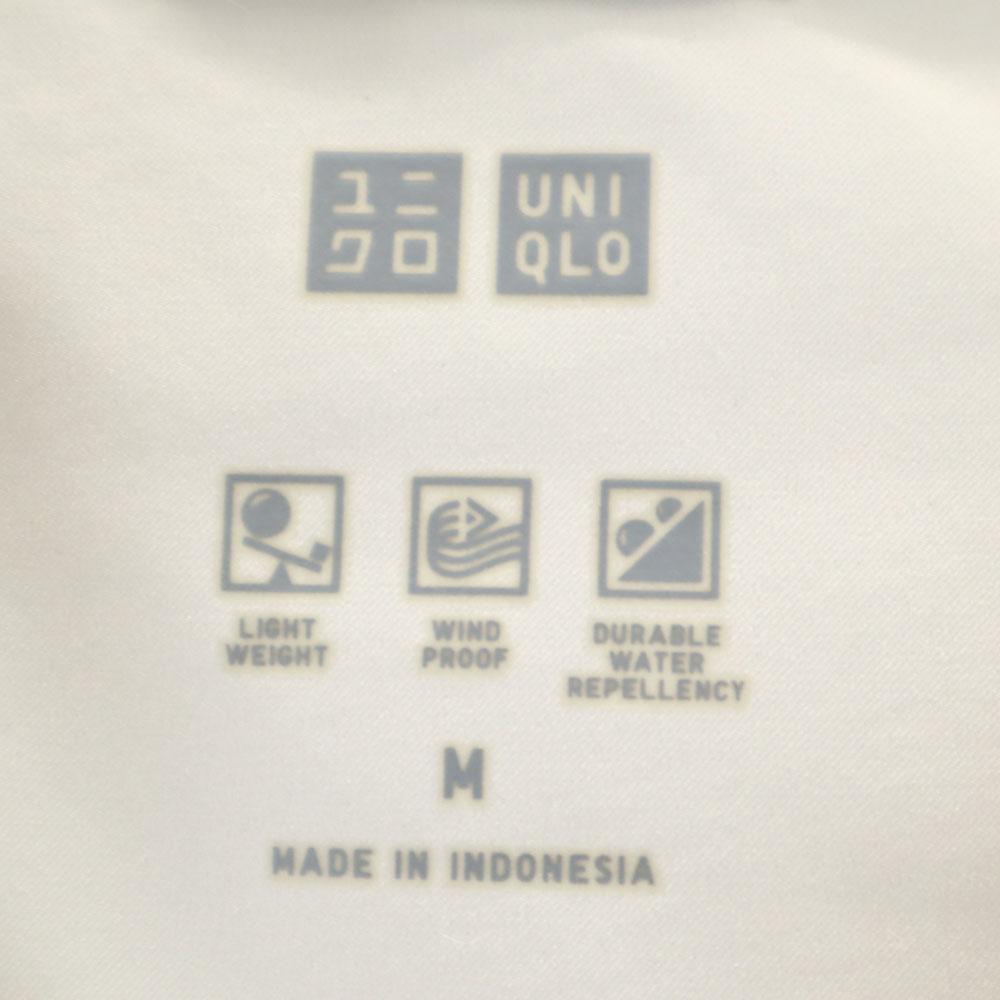 ユニ
クロ
UNI
QLO
LIGHT
WEIGHT
WIND
PROOF
DURABLE
WATER
REPELLENCY
M
MADE IN INDONESIA